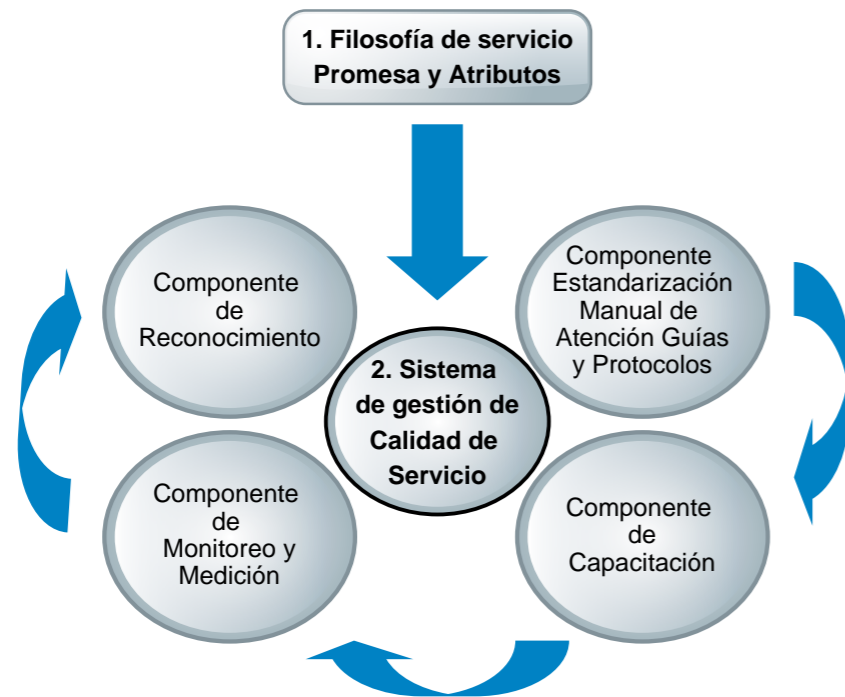 1. Filosofía de servicio
Promesa y Atributos
Componente
de
Reconocimiento
Componente
Estandarización
Manual de
Atención Guías
y Protocolos
2. Sistema
de gestión de
Calidad de
Servicio
Componente
de
Monitoreo y
Medición
Componente
de
Capacitación